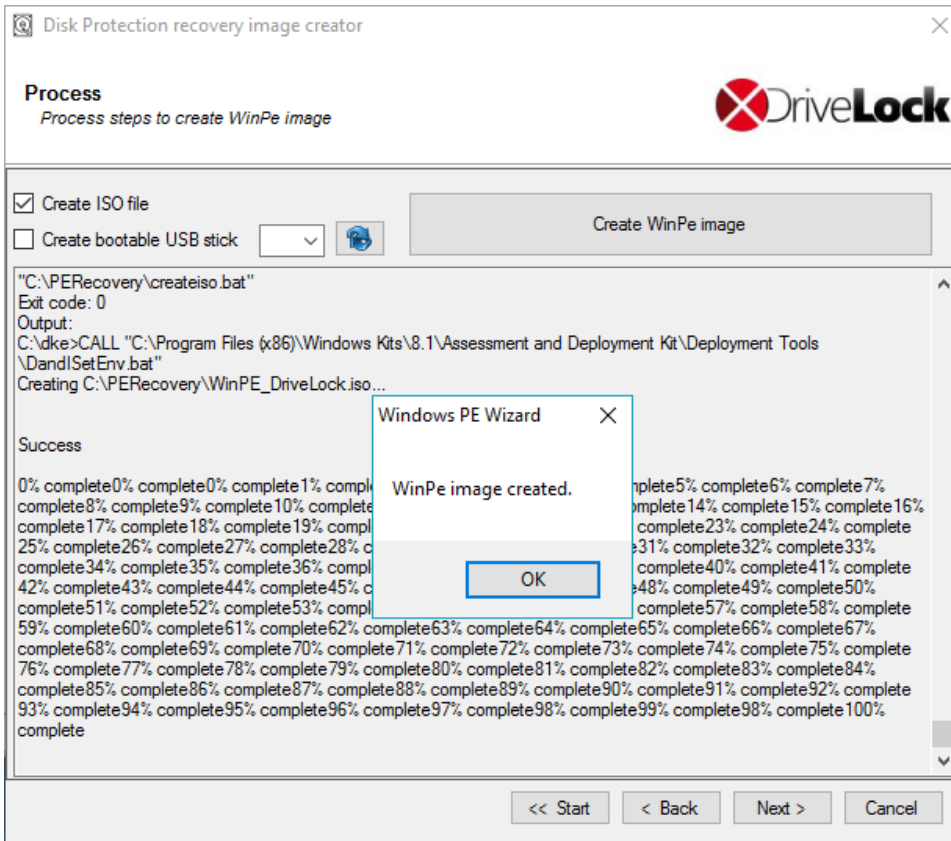 Disk Protection recovery image creator
Process
Process steps to create WinPe image
DriveLock
Create ISO file
Create bootable USB stick
Create WinPe image
"C:\PERecovery\createiso.bat"
Exit code: 0
Output:
C:\dke>CALL "C:\Program Files (x86)\Windows Kits\8.1\Assessment and Deployment Kit\Deployment Tools
\DandISetEnv.bat"
Creating C:\PERecovery\WinPE_DriveLock.iso...
Success
Windows PE Wizard
WinPe image created.
OK
0% complete0% complete0% complete1% comple nplete5% complete6% complete7%
complete8% complete9% complete10% complete mplete14% complete15% complete16%
complete17% complete18% complete19% compl complete23% complete24% complete
25% complete26% complete27% complete28% c 31% complete32% complete33%
complete34% complete35% complete36% compl complete40% complete41% complete
42% complete43% complete44% complete45% c 48% complete49% complete50%
complete51% complete52% complete53% compl complete57% complete58% complete
59% complete60% complete61% complete62% complete63% complete64% complete65% complete66% complete67%
complete68% complete69% complete70% complete71% complete72% complete73% complete74% complete75% complete
76% complete77% complete78% complete79% complete80% complete81% complete82% complete83% complete84%
complete85% complete86% complete87% complete88% complete89% complete90% complete91% complete92% complete
93% complete94% complete95% complete96% complete97% complete98% complete99% complete98% complete100%
complete
<< Start
< Back
Next >
Cancel